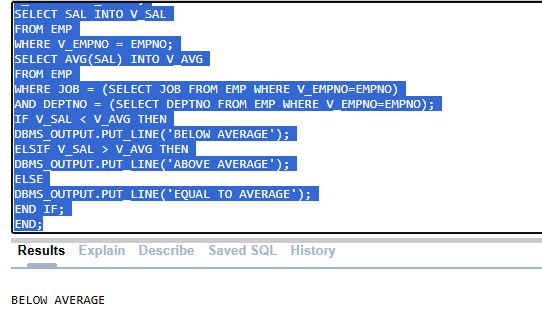 SELECT SAL INTO V_SAL
FROM EMP
WHERE V_EMPNO = EMPNO;
SELECT AVG(SAL) INTO V_AVG
FROM EMP
WHERE JOB = (SELECT JOB FROM EMP WHERE V_EMPNO=EMPNO)
AND DEPTNO = (SELECT DEPTNO FROM EMP WHERE V_EMPNO=EMPNO);
IF V_SAL < V_AVG THEN
DBMS_OUTPUT.PUT_LINE('BELOW AVERAGE');
ELSIF V_SAL > V_AVG THEN
DBMS_OUTPUT.PUT_LINE('ABOVE AVERAGE');
ELSE
DBMS_OUTPUT.PUT_LINE('EQUAL TO AVERAGE');
END IF;
END;
Results Explain Describe Saved SQL History
BELOW AVERAGE